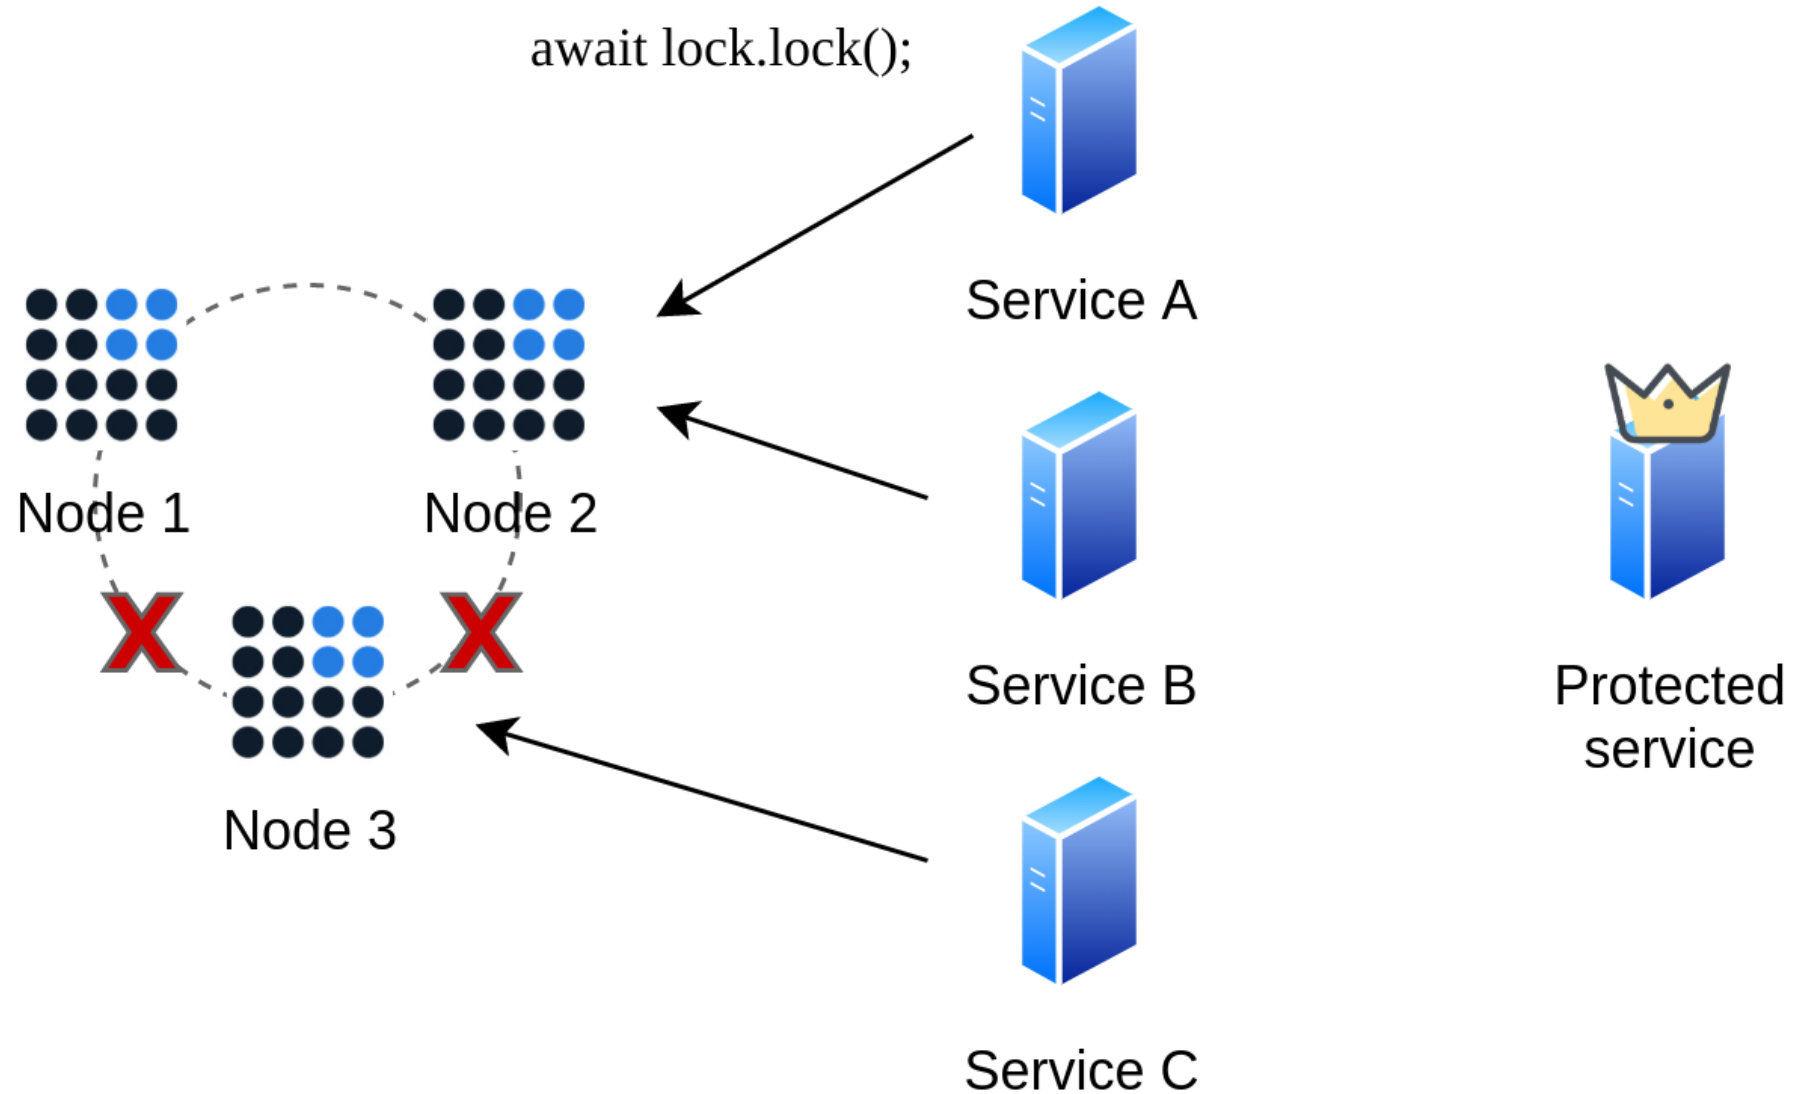 await lock.lock();
Service A
Node 1
Node 2
Service B
Protected
service
Node 3
Service C